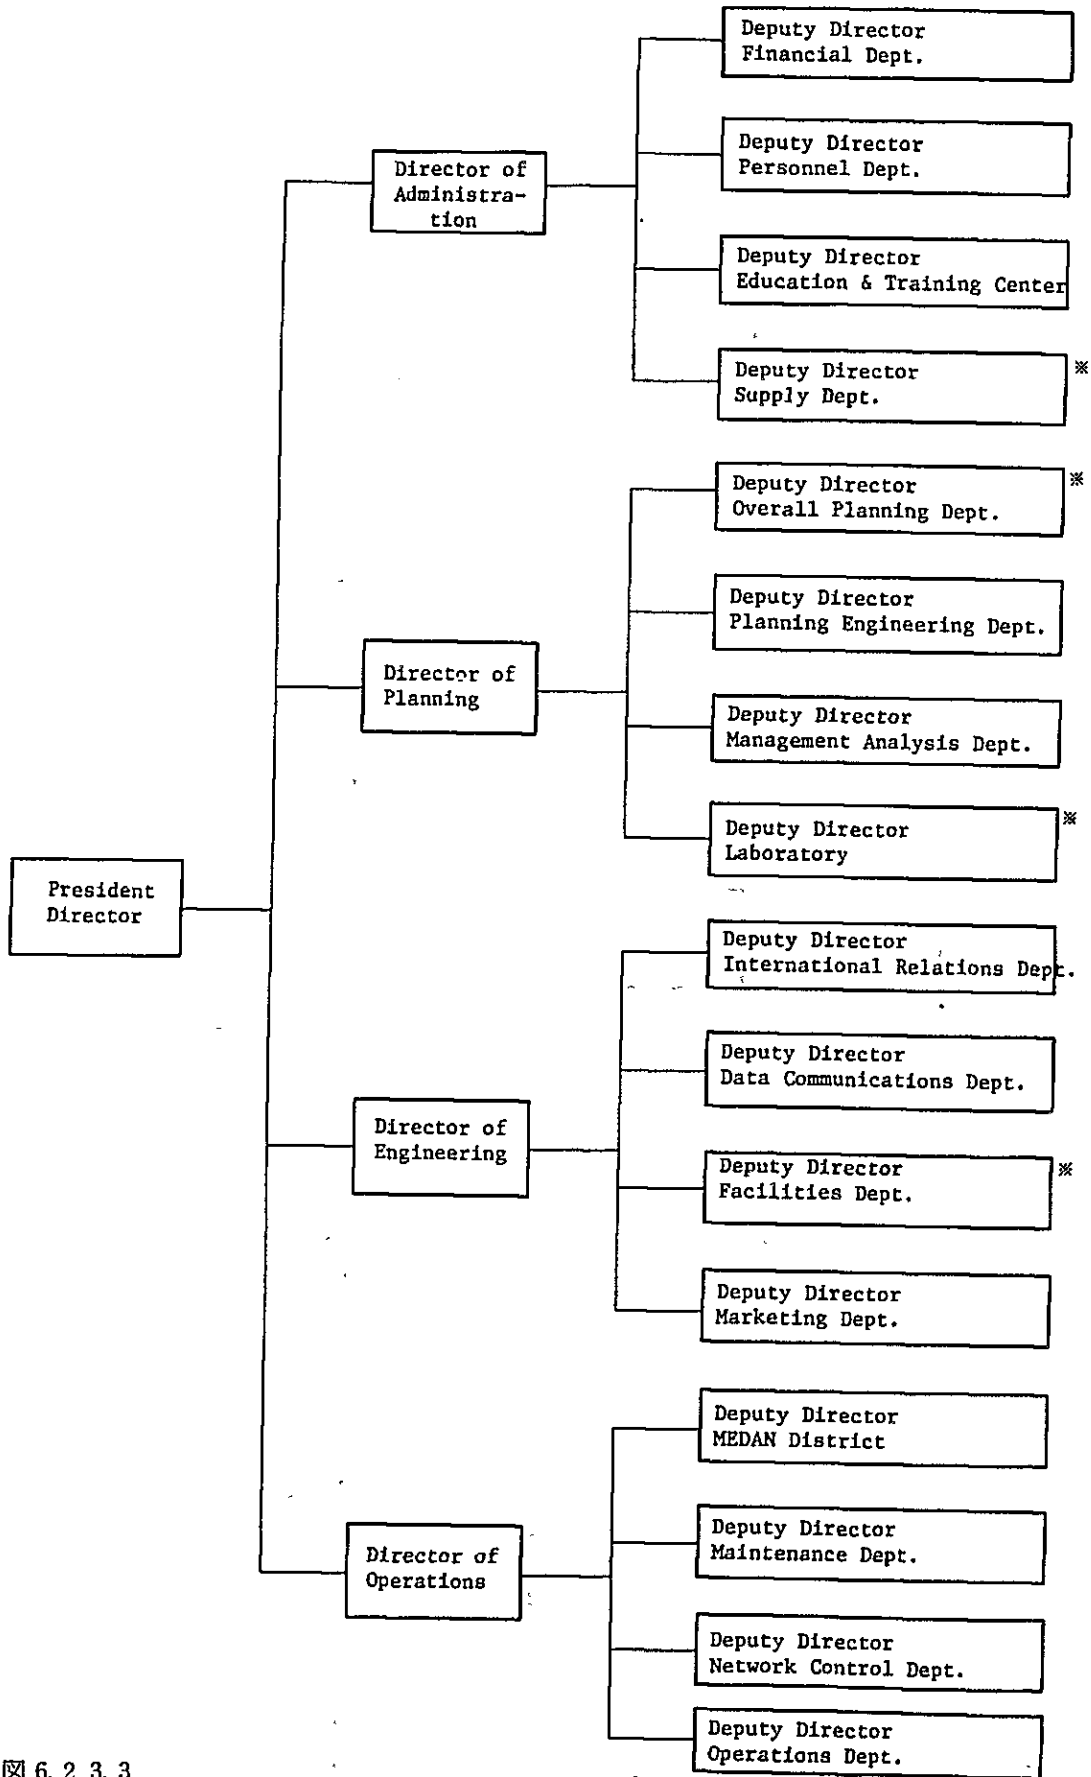 Deputy Director
Financial Dept.
Deputy Director
Personnel Dept.
Director of
Administra-
tion
Deputy Director
Education & Training Center
Deputy Director
Supply Dept.
※
Deputy Director
Overall Planning Dept.
※
Deputy Director
Planning Engineering Dept.
Director of
Planning
Deputy Director
Management Analysis Dept.
Deputy Director
Laboratory
※
President
Director
Deputy Director
International Relations Dept.
Deputy Director
Data Communications Dept.
Director of
Engineering
Deputy Director
Facilities Dept.
※
Deputy Director
Marketing Dept.
Deputy Director
MEDAN District
Deputy Director
Maintenance Dept.
Director of
Operations
Deputy Director
Network Control Dept.
Deputy Director
Operations Dept.
図 6. 2. 3. 3